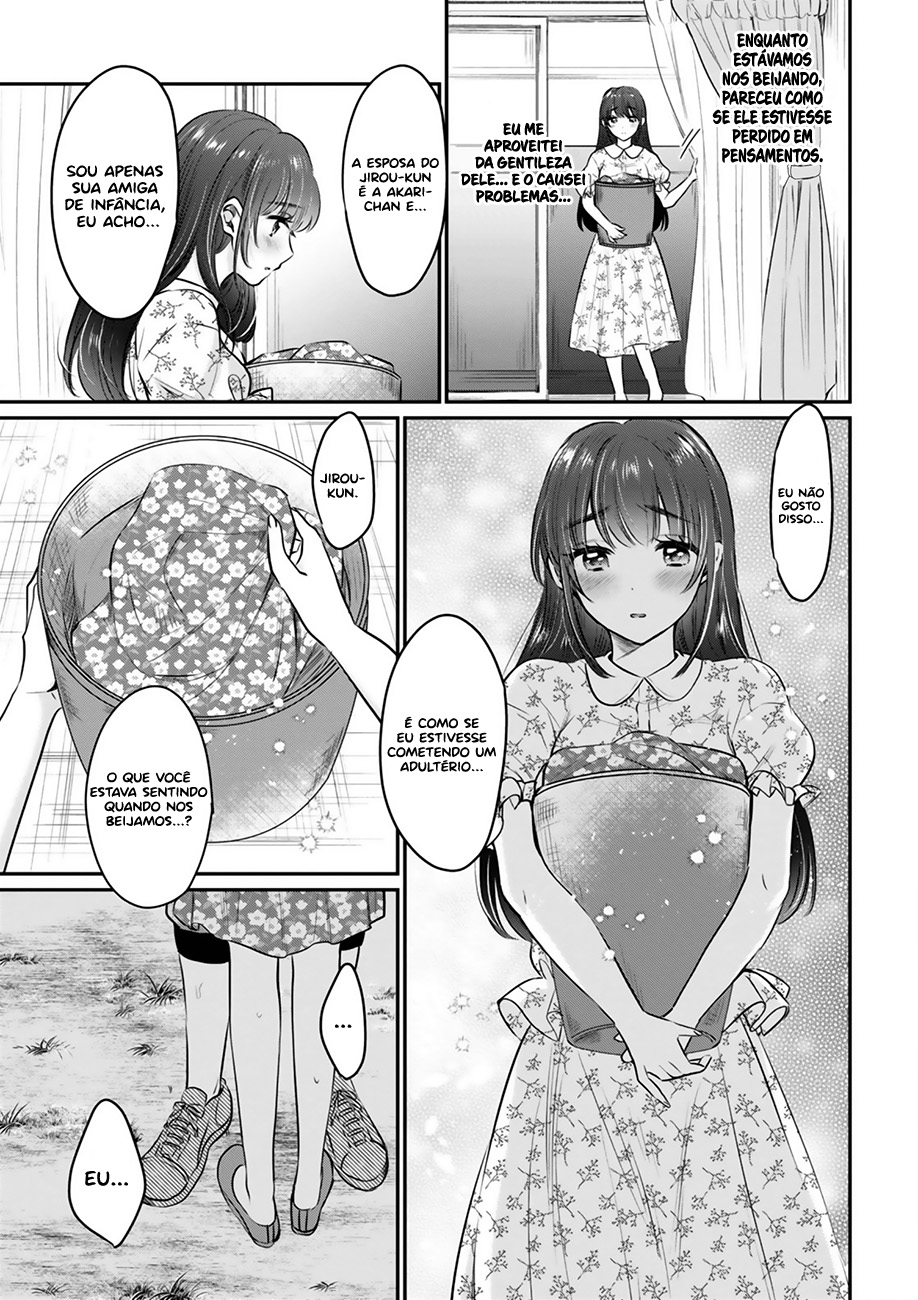 ENQUANTO
ESTÁVAMOS
NOS BEIJANDO,
PARECEU COMO
SE ELE ESTIVESSE
PERDIDO EM
PENSAMENTOS.
EU ME
APROVEITEI
DA GENTILEZA
DELE... E O CAUSEI
PROBLEMAS...
A ESPOSA DO
JIROU-KUN
É A AKARI-
CHAN E...
SOU APENAS
SUA AMIGA
DE INFÂNCIA,
EU ACHO...
EU NÃO
GOSTO
DISSO...
É COMO SE
EU ESTIVESSE
COMETENDO UM
ADULTÉRIO...
JIROU-
KUN.
O QUE VOCÊ
ESTAVA SENTINDO
QUANDO NOS
BEIJAMOS...?
...
EU...